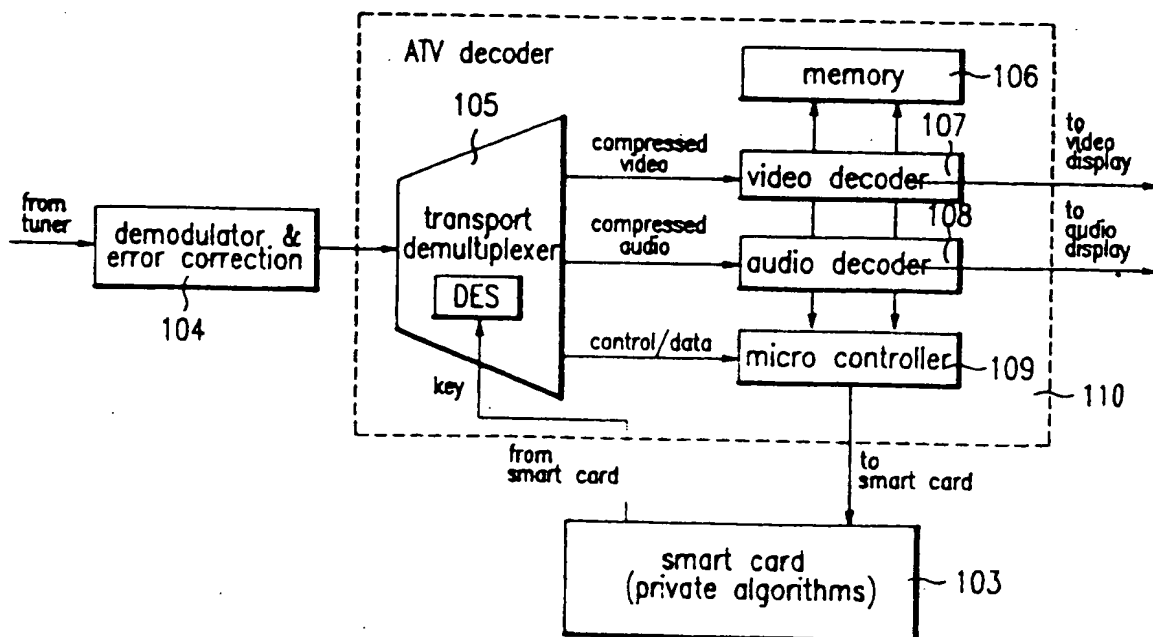 ATV decoder
memory
106
105
107
to
video
display
compressed
video
video decoder
from
tuner
demodulator &
error correction
104
transport
demultiplexer
DES
compressed
audio
108
audio decoder
to
audio
display
control/data
micro controller
109
key
110
from
smart card
to
smart card
smart card
(private algorithms)
103